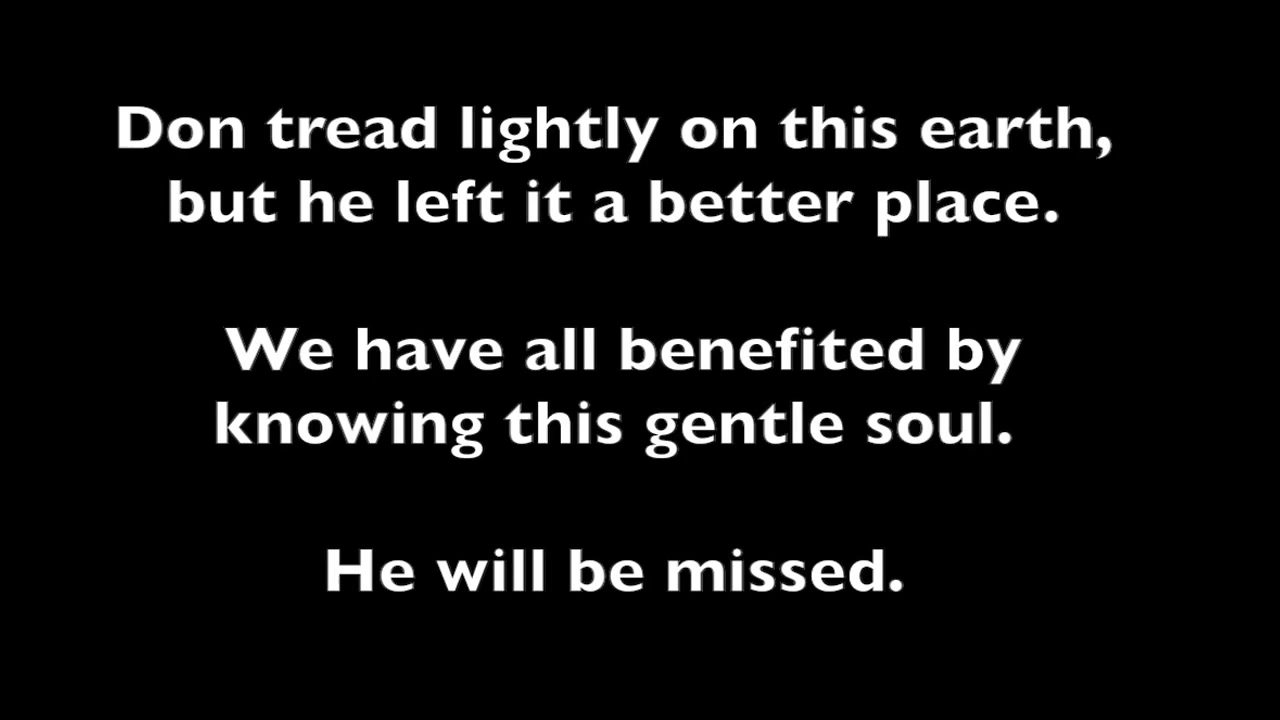 Don tread lightly on this earth,
but he left it a better place.
We have all benefited by
knowing this gentle soul.
He will be missed.